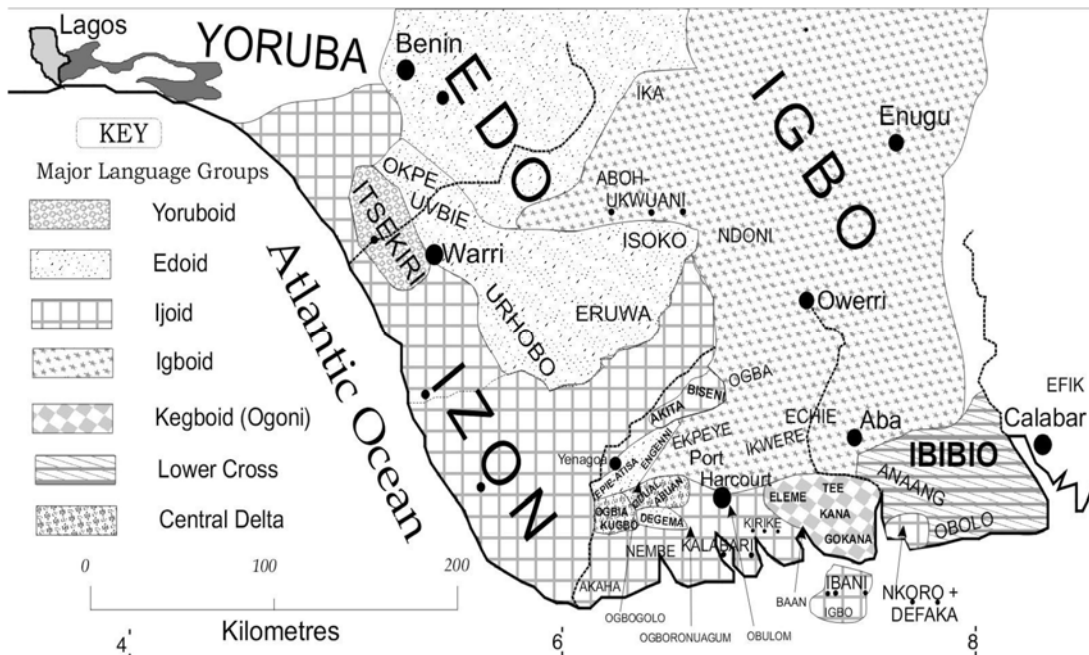 Lagos
YORUBA
Benin
EDO
IKA
IGBO
Enugu
KEY
Major Language Groups
Yoruboid
Edoid
Ijoid
Igboid
Kegboid (Ogoni)
Lower Cross
Central Delta
OKPE
UVBIE
ITSEKIRI
Warri
ABOH-
UKWUANI
ISOKO
NDONI
URHOBO
ERUWA
Owerri
Atlantic Ocean
IZON
BISENI
OGBA
AKITA
ECHIE
Aba
EFIK
Calabar
EKPEYE
IKWERE
ENGENNI
Yenagoa
EPIE-ATISA
Port
Harcourt
IBIBIO
ANAANG
OBOLO
ODUAL
ABUAN
OGBIA
KUGBO
DEGEMA
ELEME
TEE
KANA
GOKANA
KIRIKE
NEMBE
KALABARI
AKAHA
OGBOGOLO
OGBORONUAGUM
OBULOM
BAAN
IBANI
IGBO
NKORO +
DEFAKA
0 100 200
Kilometres
4° 6 8